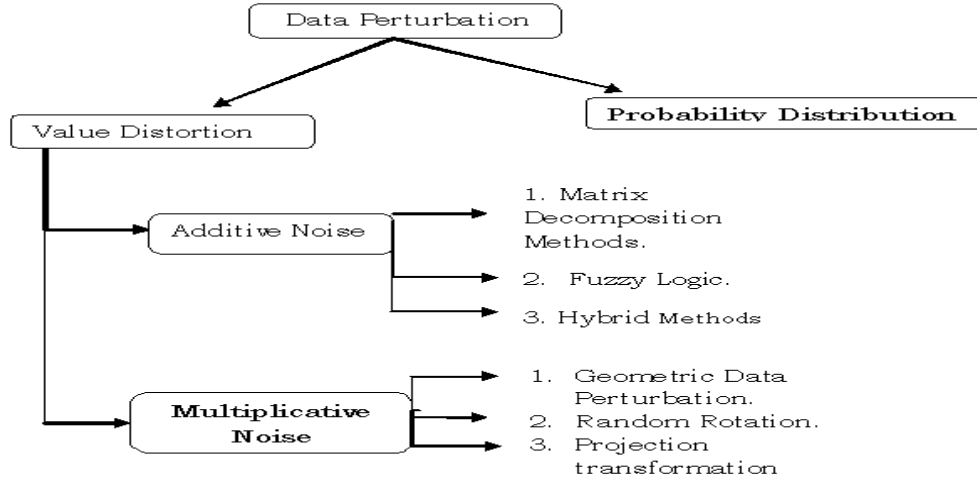 Data Perturbation
Probability Distribution
Value Distortion
1. Matrix
Decomposition
Methods.
Additive Noise
2. Fuzzy Logic.
3. Hybrid Methods
1. Geometric Data
Perturbation.
Multiplicative
Noise
2. Random Rotation.
3. Projection
transformation